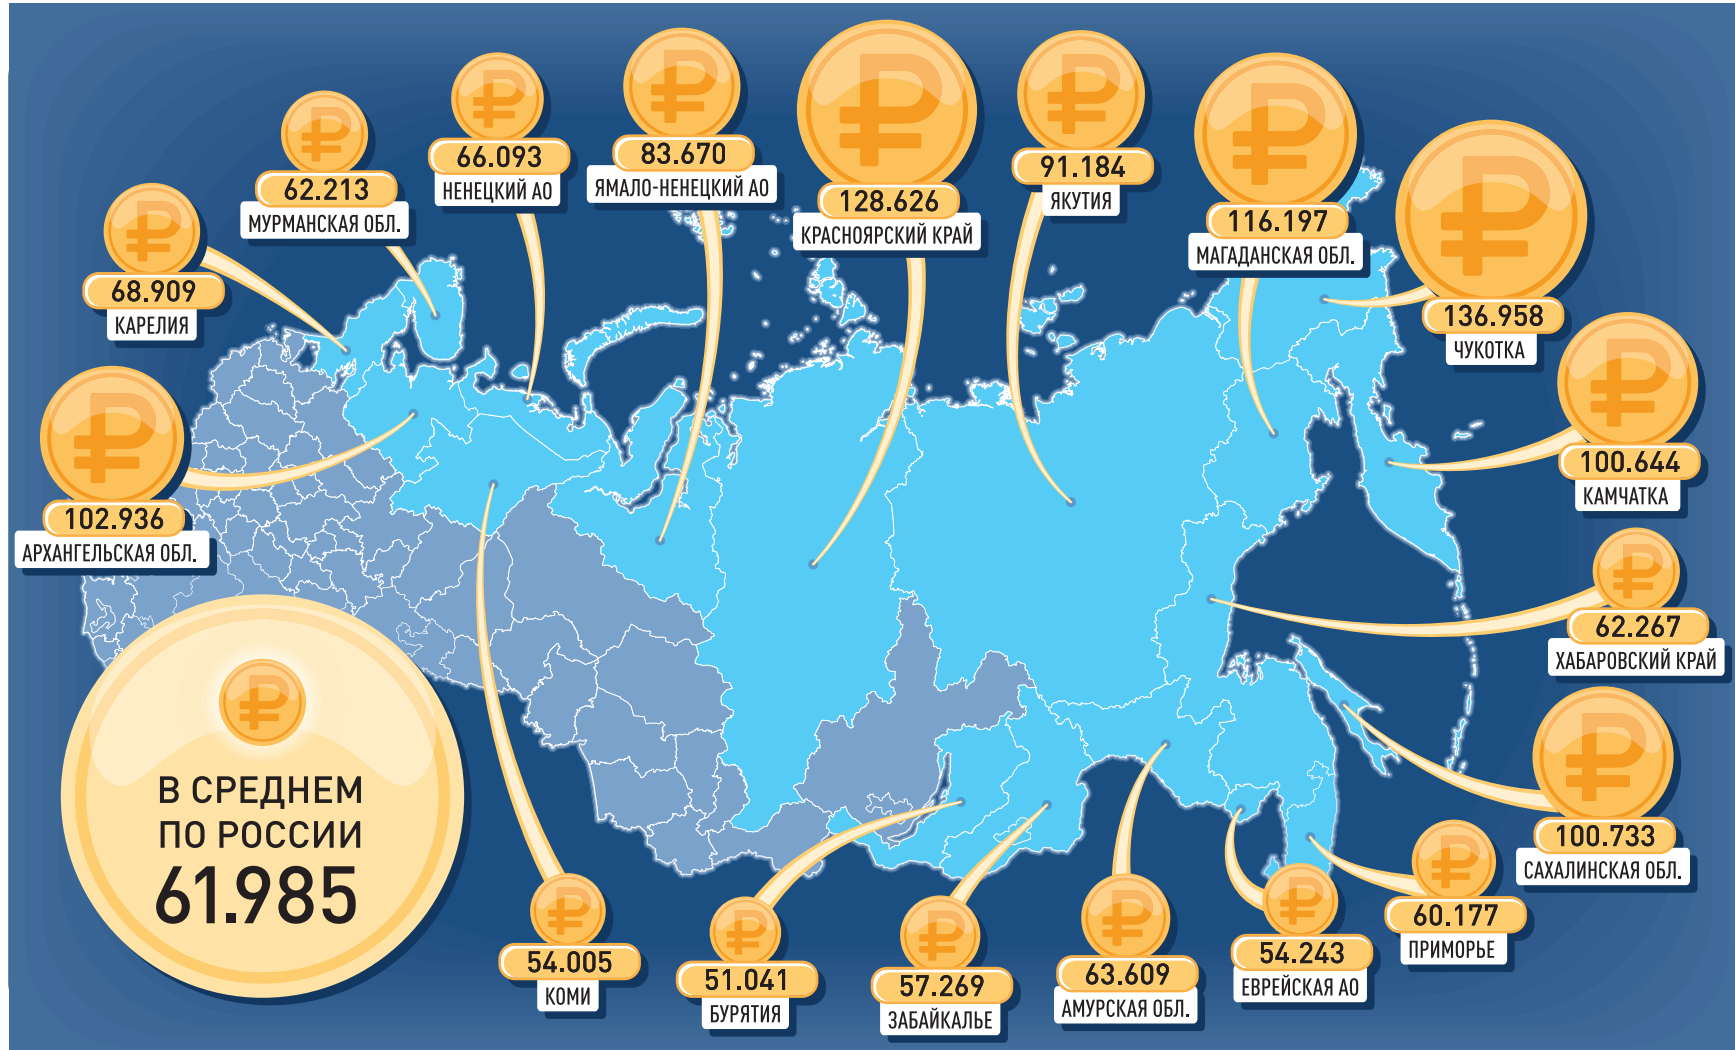 66.093
НЕНЕЦКИЙ АО
83.670
ЯМАЛО-НЕНЕЦКИЙ АО
128.626
КРАСНОЯРСКИЙ КРАЙ
91.184
ЯКУТИЯ
116.197
МАГАДАНСКАЯ ОБЛ.
62.213
МУРМАНСКАЯ ОБЛ.
68.909
КАРЕЛИЯ
136.958
ЧУКОТКА
102.936
АРХАНГЕЛЬСКАЯ ОБЛ.
100.644
КАМЧАТКА
62.267
ХАБАРОВСКИЙ КРАЙ
100.733
САХАЛИНСКАЯ ОБЛ.
В СРЕДНЕМ
ПО РОССИИ
61.985
54.005
КОМИ
51.041
БУРЯТИЯ
57.269
ЗАБАЙКАЛЬЕ
63.609
АМУРСКАЯ ОБЛ.
54.243
ЕВРЕЙСКАЯ АО
60.177
ПРИМОРЬЕ